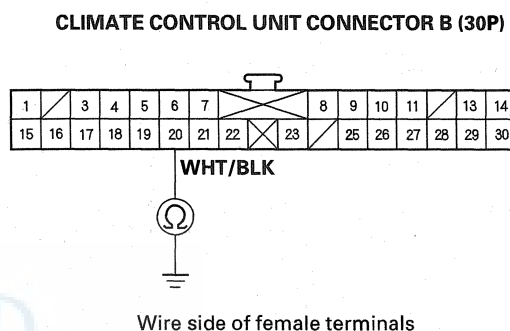 CLIMATE CONTROL UNIT CONNECTOR B (30P)
1 3 4 5 6 7 8 9 10 11 13 14
15 16 17 18 19 20 21 22 23 25 26 27 28 29 30
WHT/BLK
Ω
Wire side of female terminals